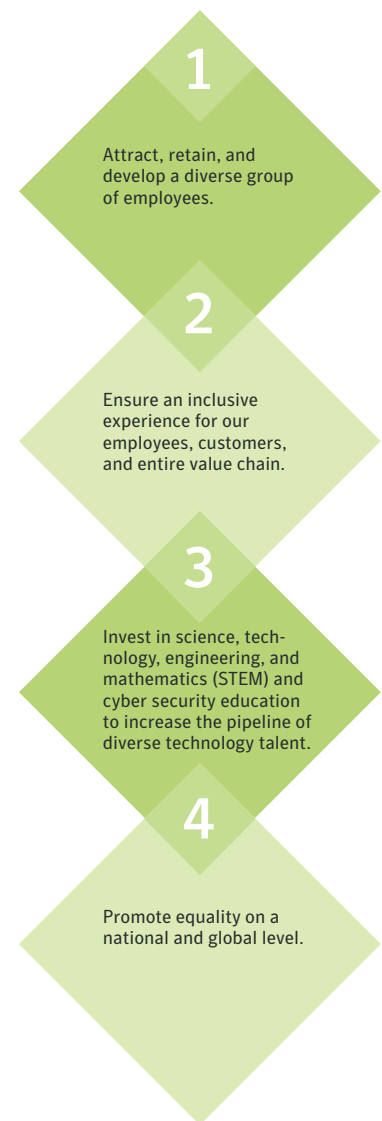 1
Attract, retain, and
develop a diverse group
of employees.
2
Ensure an inclusive
experience for our
employees, customers,
and entire value chain.
3
Invest in science, tech-
nology, engineering, and
mathematics (STEM) and
cyber security education
to increase the pipeline of
diverse technology talent.
4
Promote equality on a
national and global level.